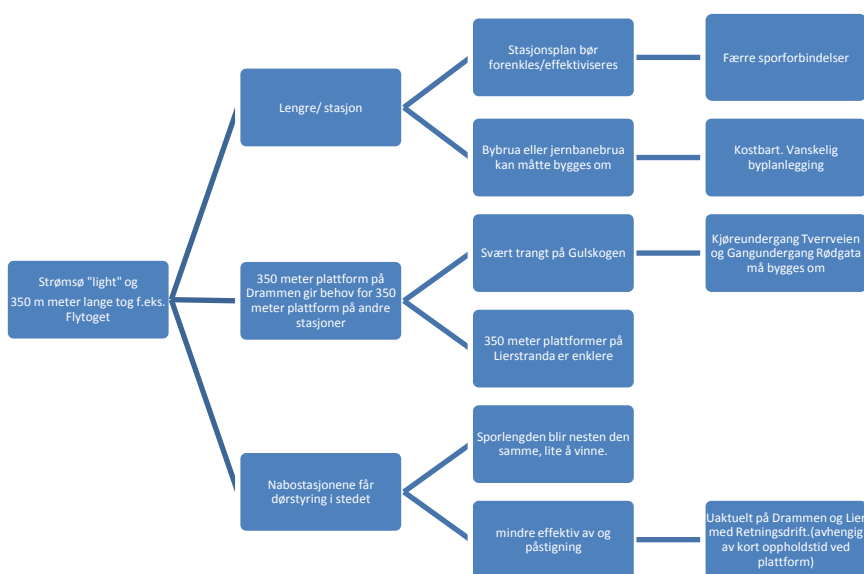 Stasjonsplan bør
forenkles/effektiviseres
Færre sporforbindelser
Lengre/ stasjon
Bybrua eller jernbanebrua
kan måtte bygges om
Kostbart. Vanskelig
byplanlegging
Strømsø "light" og
350 m meter lange tog f.eks.
Flytoget
350 meter plattform på
Drammen gir behov for 350
meter plattform på andre
stasjoner
Svært trangt på Gulskogen
Kjøreundergang Tverrveien
og Gangundergang Rødgata
må bygges om
350 meter plattformer på
Lierstranda er enklere
Nabostasjonene får
dørstyring i stedet
Sporlengden blir nesten den
samme, lite å vinne.
mindre effektiv av og
påstigning
Uaktuelt på Drammen og Lier
med Retningsdrift.(avhengig
av kort oppholdstid ved
plattform)